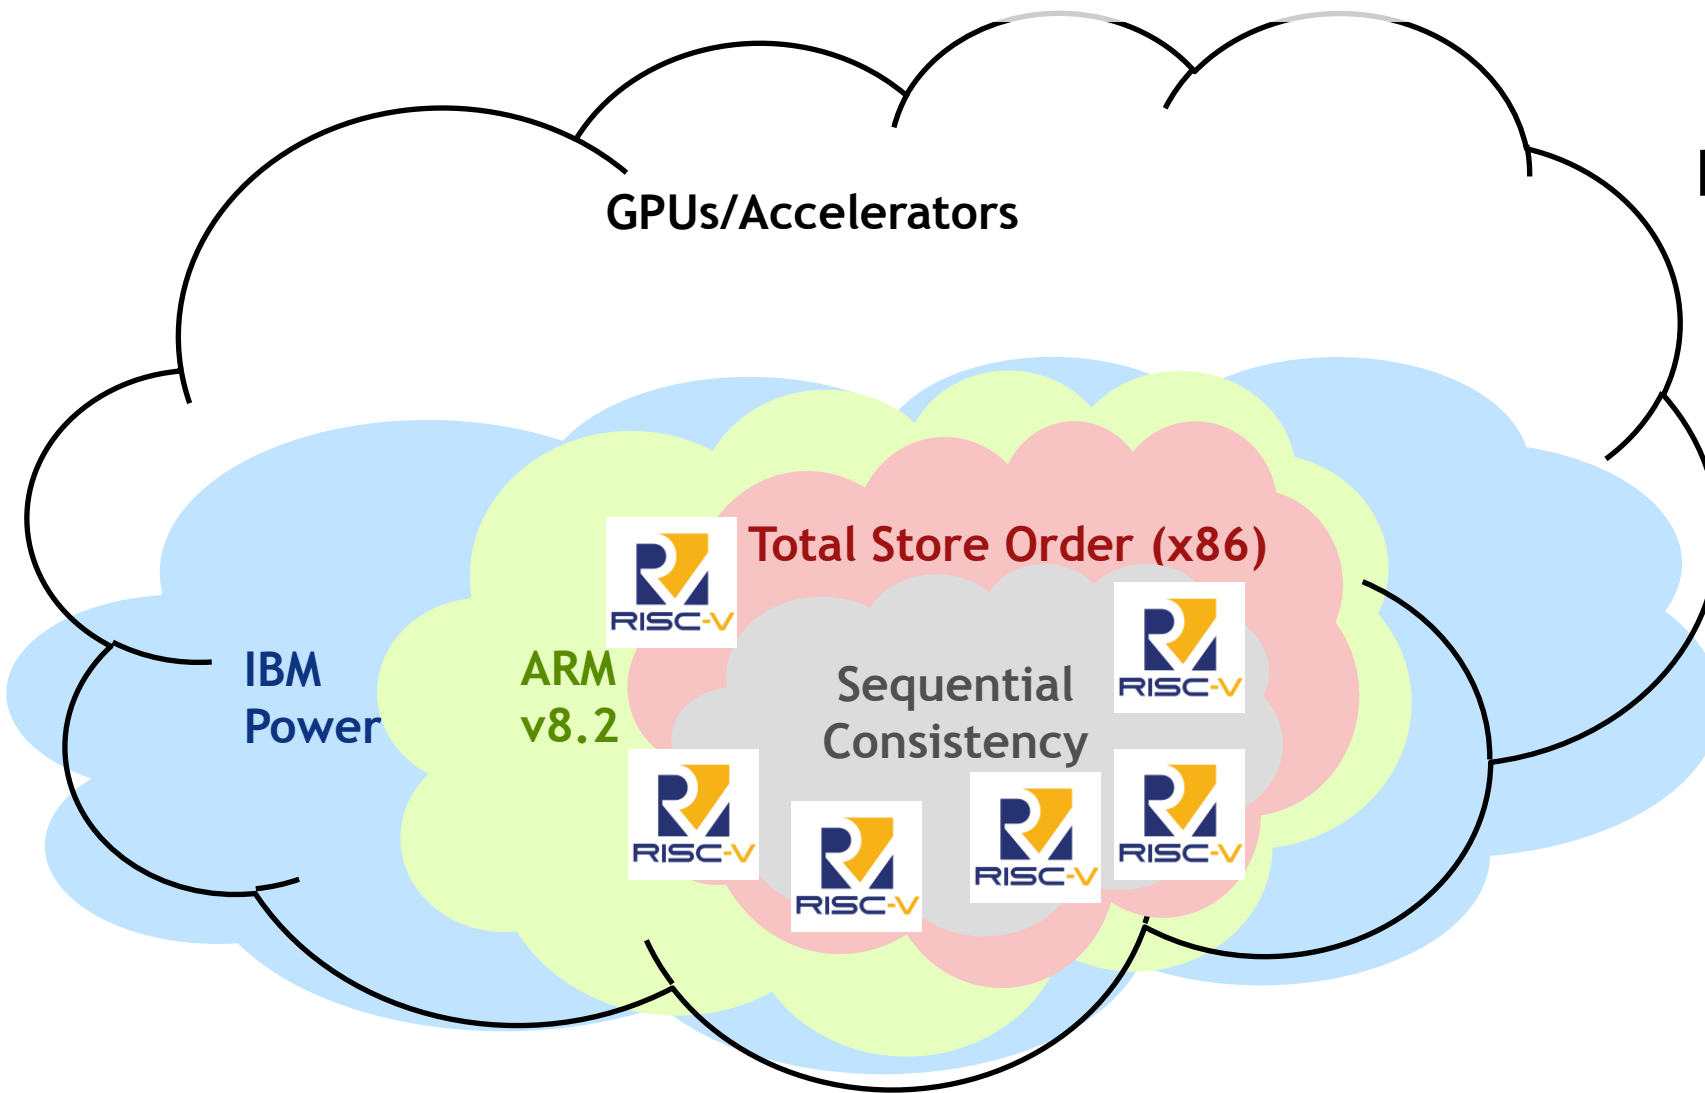 GPUs/Accelerators
Total Store Order (x86)
RISC-V
IBM
Power
ARM
v8.2
Sequential
Consistency
RISC-V
RISC-V
RISC-V
RISC-V
RISC-V